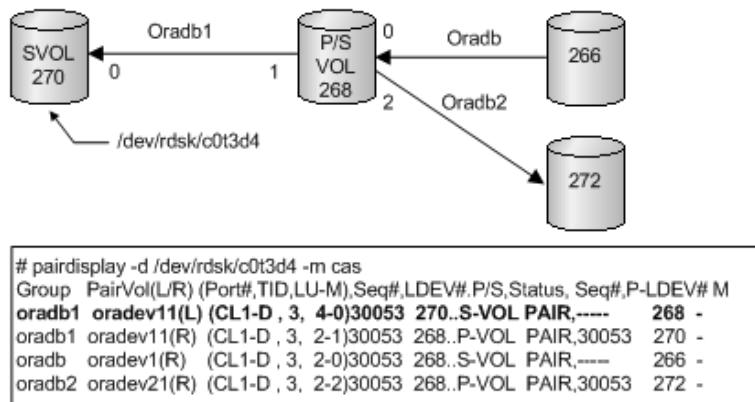 Oradb1
P/S
VOL
268
0
Oradb
SVOL
270
0
1
2
266
Oradb2
/dev/rdsk/c0t3d4
272
# pairdisplay -d /dev/rdsk/c0t3d4 -m cas
Group PairVol(L/R) (Port#,TID,LU-M),Seq#,LDEV#.P/S,Status, Seq#,P-LDEV# M
oradb1 oradev11(L) (CL1-D , 3, 4-0)30053 270..S-VOL PAIR,----- 268 -
oradb1 oradev11(R) (CL1-D , 3, 2-1)30053 268..P-VOL PAIR,30053 270 -
oradb oradev1(R) (CL1-D , 3, 2-0)30053 268..S-VOL PAIR,----- 266 -
oradb2 oradev21(R) (CL1-D , 3, 2-2)30053 268..P-VOL PAIR,30053 272 -